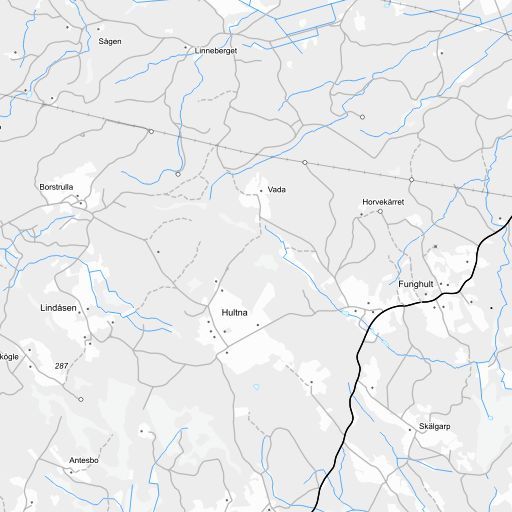 Sågen
Linneberget
Borstrulla
Vada
Horvekärret
Funghult
Lindåsen
Hultna
kögle
287
Skälgarp
Antesbo